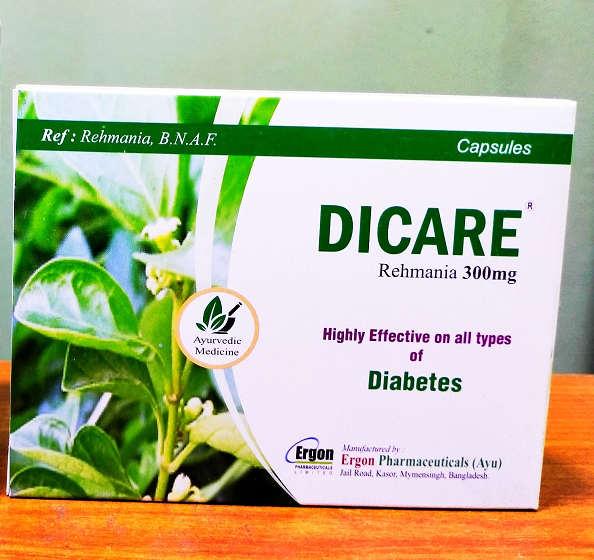 Ref : Rehmania, B.N.A.F.
Capsules
DICARE®
Rehmania 300mg
Ayurvedic
Medicine
Highly Effective on all types
of
Diabetes
Ergon
PHARMACEUTICALS
LIMITED
Manufactured by :
Ergon Pharmaceuticals (Ayu)
Jail Road, Kasor, Mymensingh, Bangladesh.